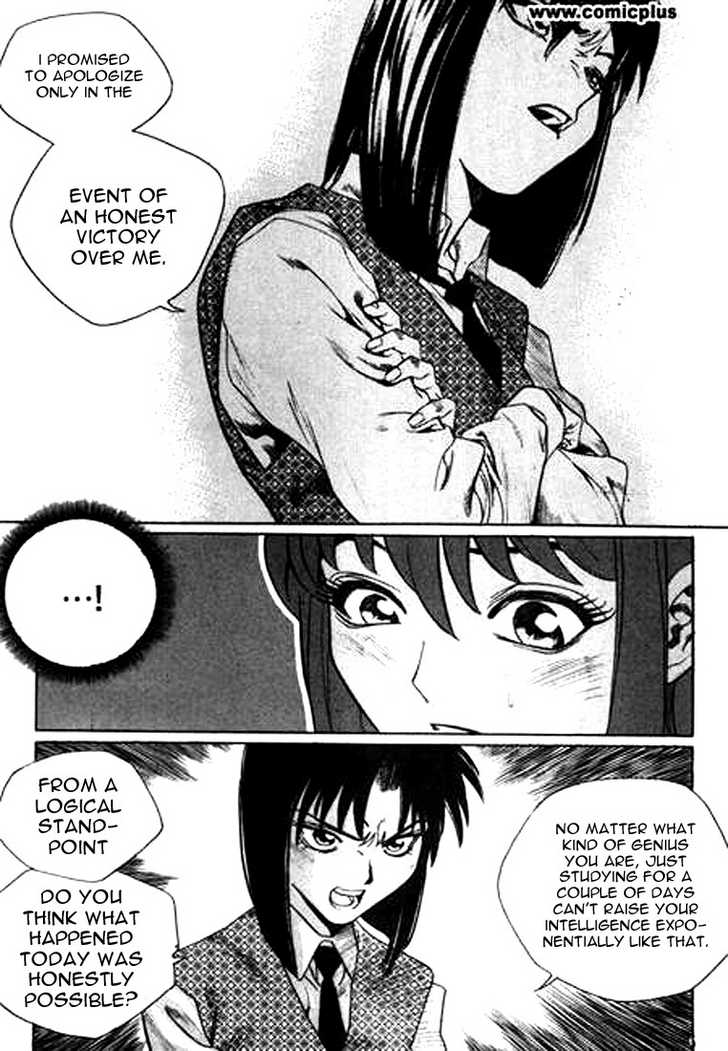 www.comicplus
I PROMISED
TO APOLOGIZE
ONLY IN THE
EVENT OF
AN HONEST
VICTORY
OVER ME.
...!
FROM A
LOGICAL
STAND-
POINT
DO YOU
THINK WHAT
HAPPENED
TODAY WAS
HONESTLY
POSSIBLE?
NO MATTER WHAT
KIND OF GENIUS
YOU ARE, JUST
STUDYING FOR A
COUPLE OF DAYS
CAN'T RAISE YOUR
INTELLIGENCE EXPO-
NENTIALLY LIKE THAT.